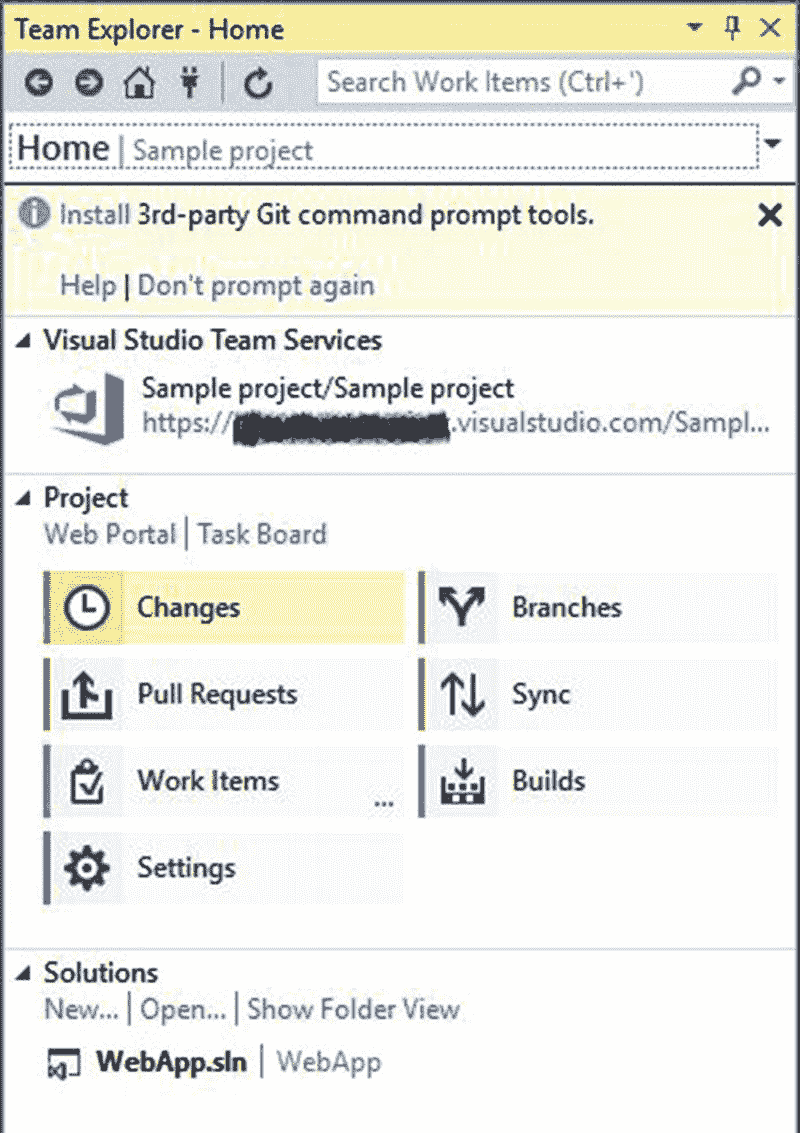 Team Explorer - Home
Search Work Items (Ctrl+')
Home | Sample project
Install 3rd-party Git command prompt tools.
Help | Don't prompt again
Visual Studio Team Services
Sample project/Sample project
https:// .visualstudio.com/Sampl...
Project
Web Portal | Task Board
Changes
Branches
Pull Requests
Sync
Work Items ...
Builds
Settings
Solutions
New... | Open... | Show Folder View
WebApp.sln | WebApp